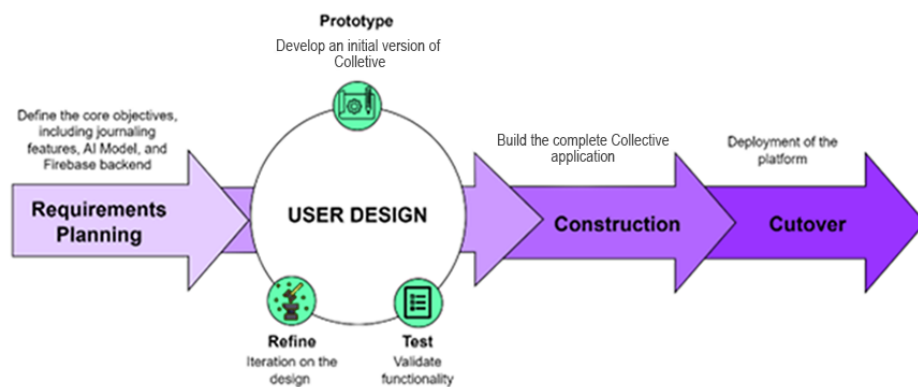 Prototype
Develop an initial version of
Colletive
Define the core objectives,
including journaling
features, AI Model, and
Firebase backend
Requirements
Planning
USER DESIGN
Refine
Iteration on the
design
Test
Validate
functionality
Build the complete Collective
application
Construction
Deployment of the
platform
Cutover